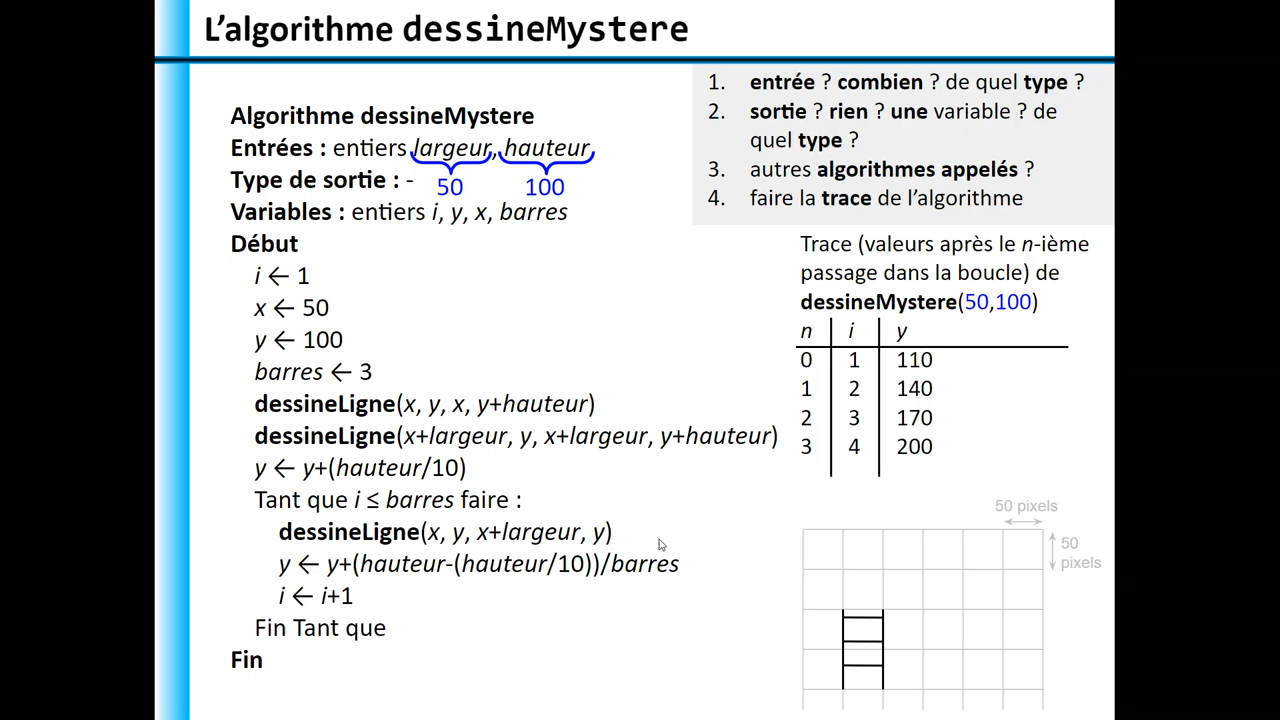 L'algorithme dessineMystere
Algorithme dessineMystere
Entrées : entiers largeur, hauteur,
50 100
Type de sortie : -
Variables : entiers i, y, x, barres
Début
i ← 1
x ← 50
y ← 100
barres ← 3
dessineLigne(x, y, x, y+hauteur)
dessineLigne(x+largeur, y, x+largeur, y+hauteur)
y ← y+(hauteur/10)
Tant que i ≤ barres faire :
dessineLigne(x, y, x+largeur, y)
y ← y+(hauteur-(hauteur/10))/barres
i ← i+1
Fin Tant que
Fin
1. entrée ? combien ? de quel type ?
2. sortie ? rien ? une variable ? de
quel type ?
3. autres algorithmes appelés ?
4. faire la trace de l'algorithme
Trace (valeurs après le n-ième
passage dans la boucle) de
dessineMystere(50,100)
n i y
0 1 110
1 2 140
2 3 170
3 4 200
50 pixels
50
pixels